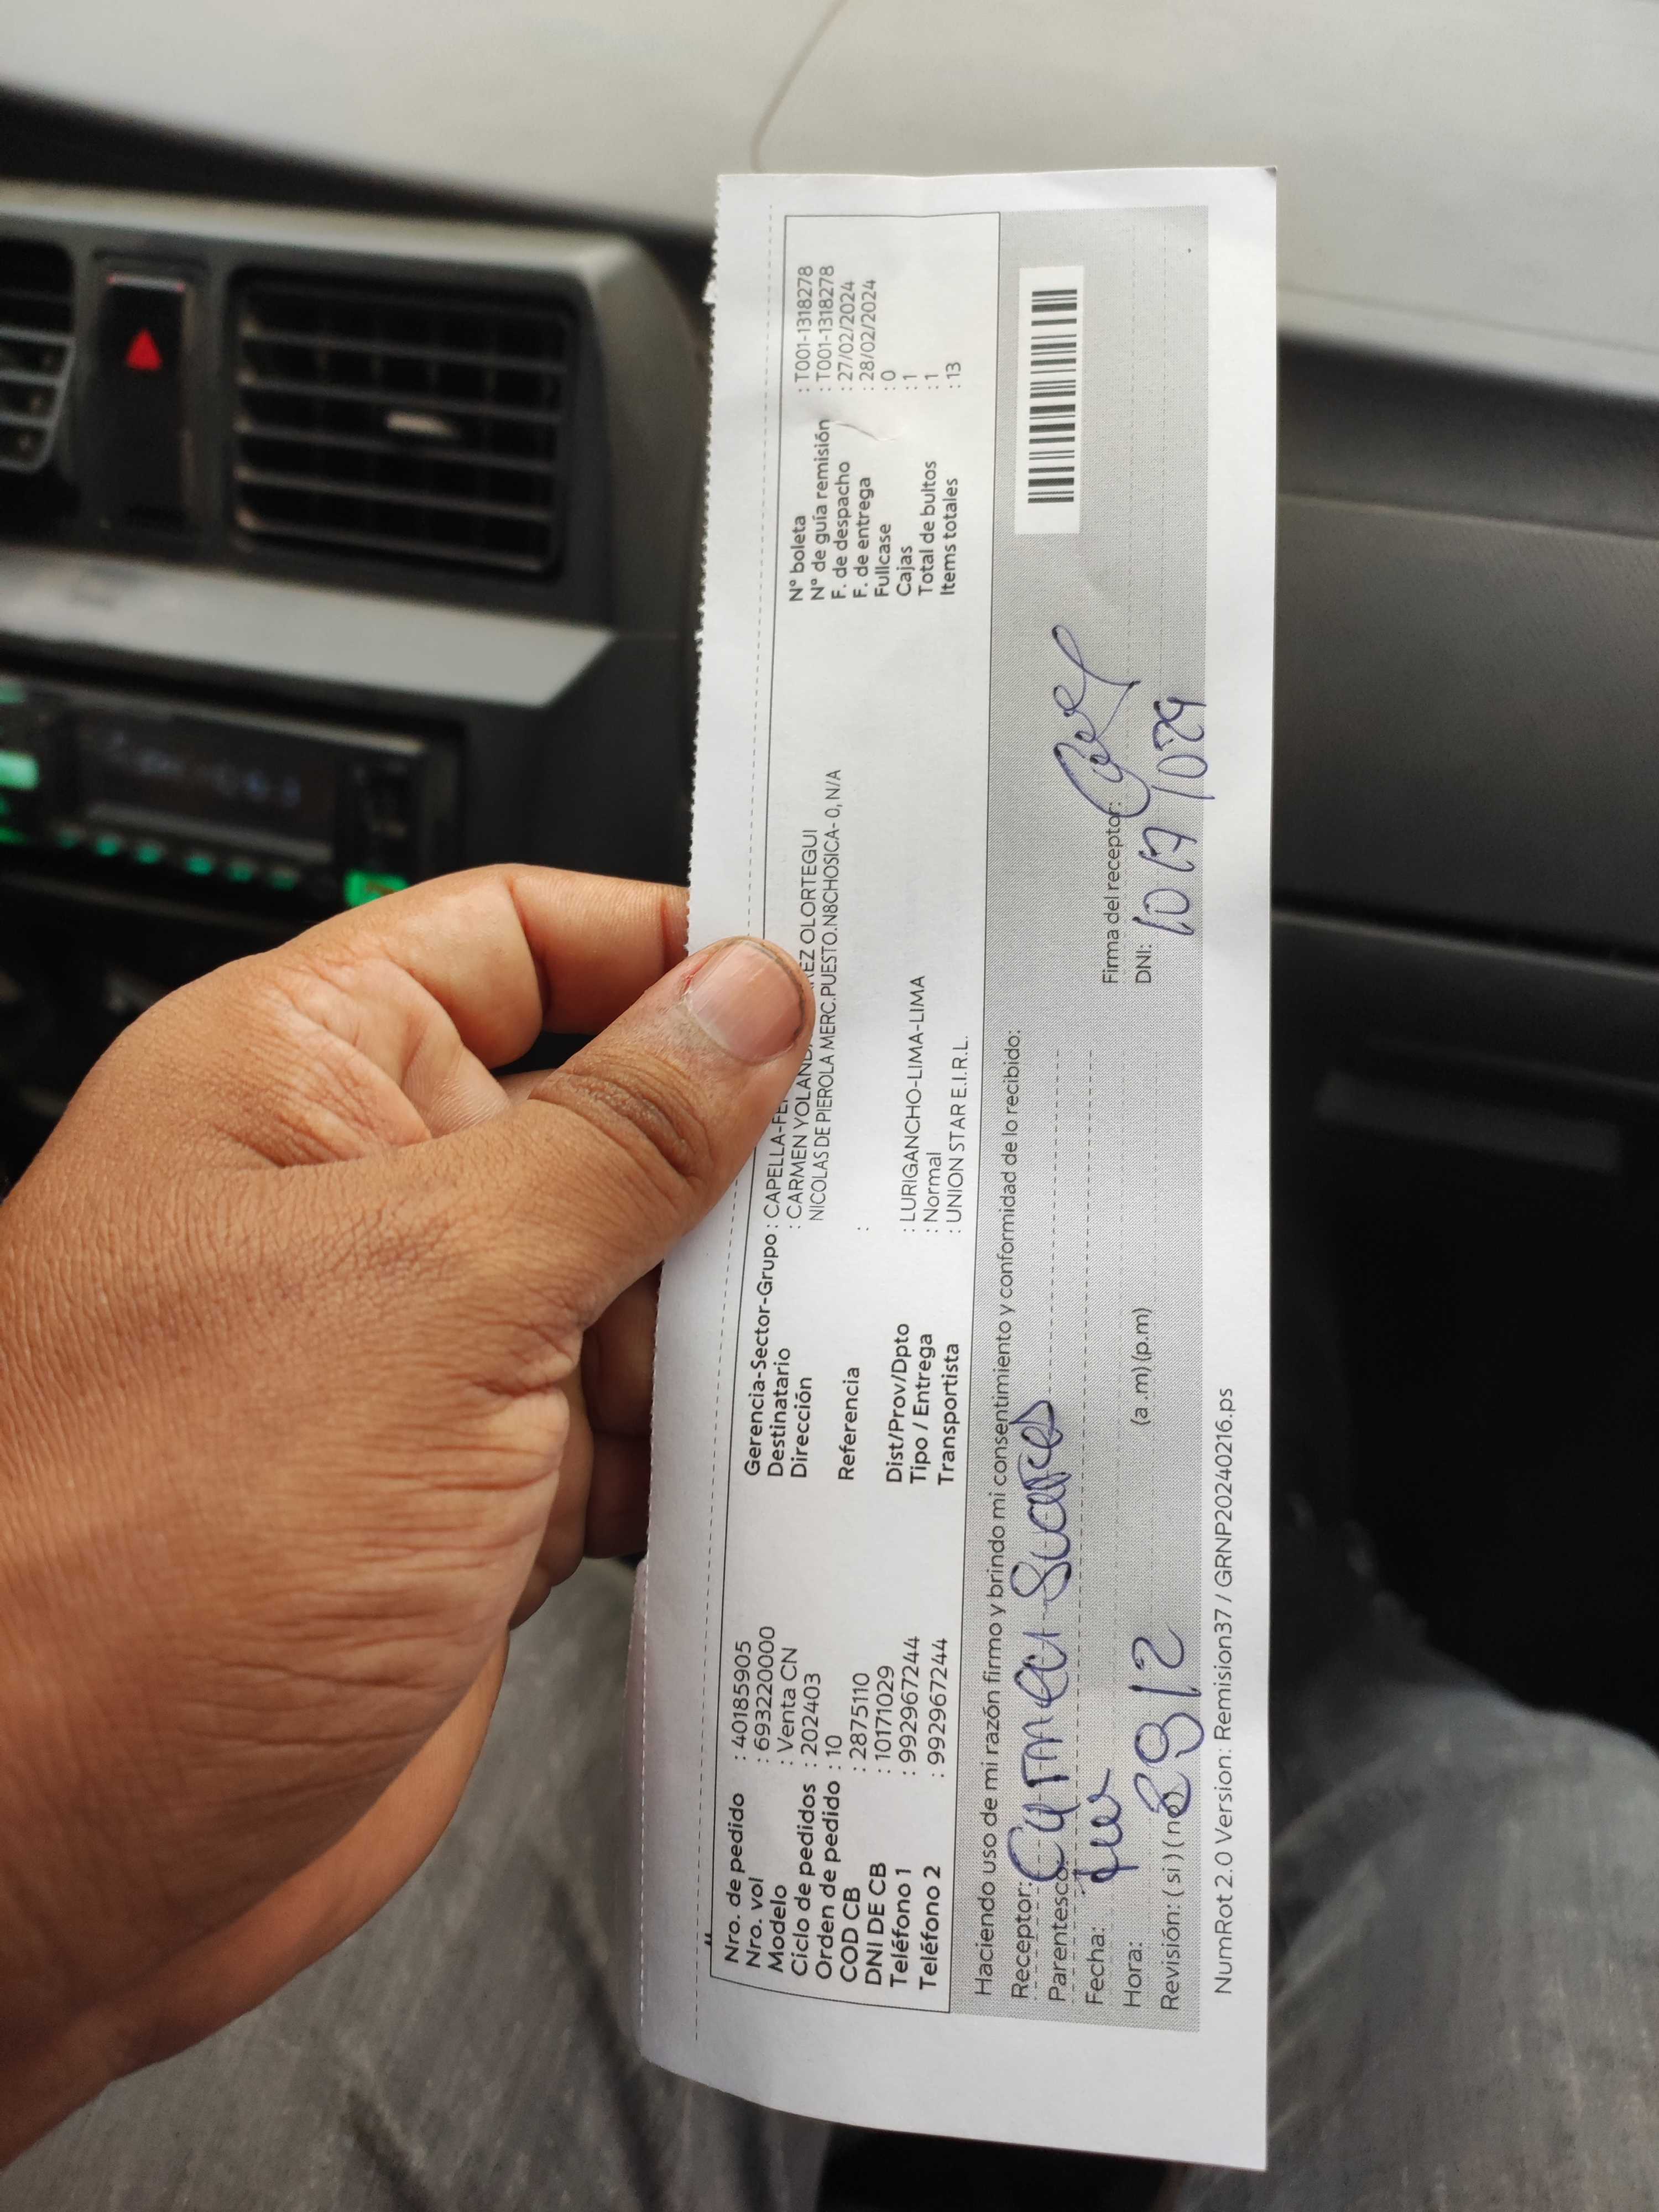 Nro. de pedido : 40185905
Nro. vol : 693220000
Modelo : Venta CN
Ciclo de pedidos : 202403
Orden de pedido : 10
COD CB : 2875110
DNI DE CB : 10171029
Teléfono 1 : 992967244
Teléfono 2 : 992967244
Gerencia-Sector-Grupo : CAPELLA-
Destinatario : CARMEN OLORTEGUI
Dirección NICOLAS DE PIEROLA MERC.PUESTO.N8CHOSICA- 0, N/A
Referencia :
Dist/Prov/Dpto : LURIGANCHO-LIMA-LIMA
Tipo / Entrega : Normal
Transportista : UNION STAR E.I.R.L.
N° boleta : T001-1318278
N° de guía remisión : T001-1318278
F. de despacho : 27/02/2024
F. de entrega : 28/02/2024
Fullcase : 0
Cajas : 1
Total de bultos : 1
Items totales : 13
Haciendo uso de mi razón firmo y brindo mi consentimiento y conformidad de lo recibido:
Receptor: Carmen Suares
Parentesco:
Fecha:
Hora: (a .m) (p.m)
Revisión: ( si ) ( no
Firma del receptor:
DNI: 10171029
NumRot 2.0 Version: Remision37 / GRNP20240216.ps